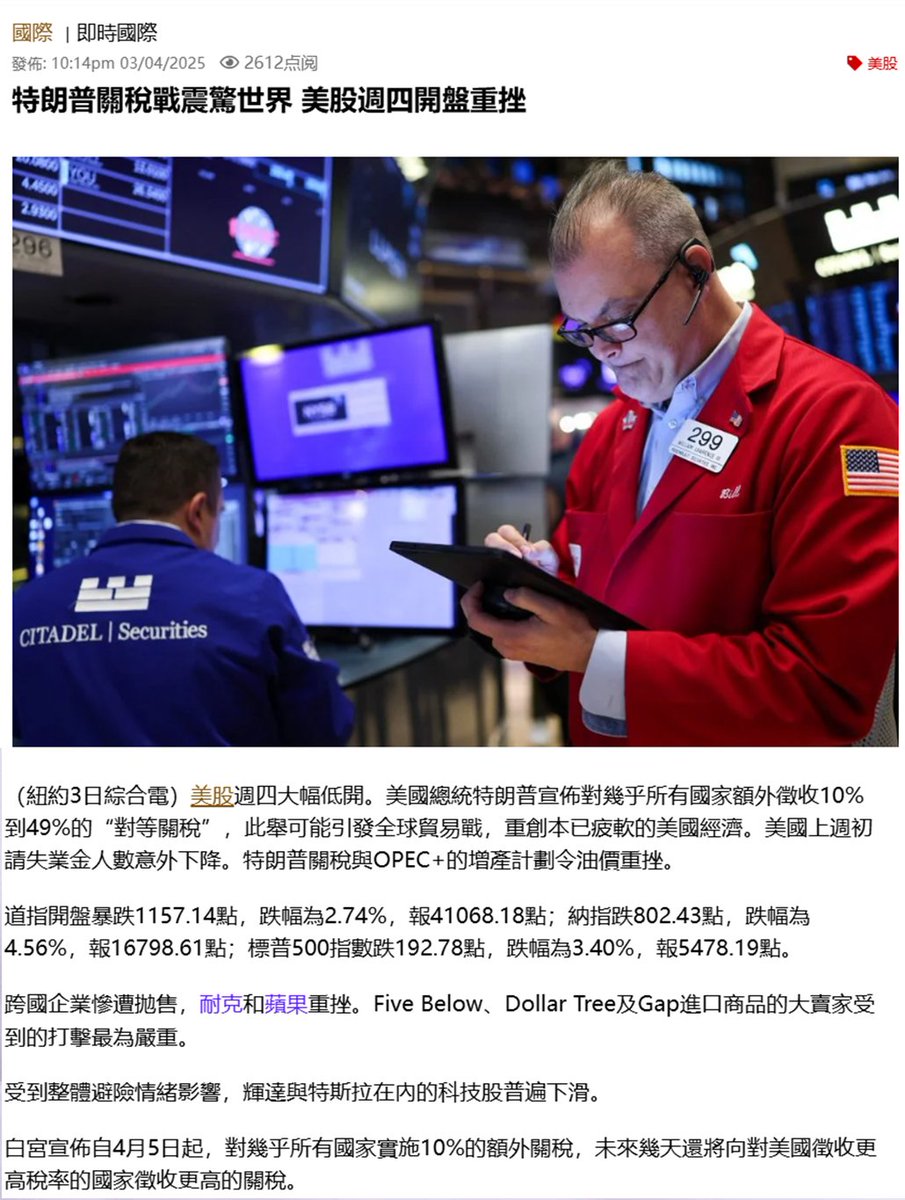 國際 | 即時國際
發佈: 10:14pm 03/04/2025 2612点阅
美股
特朗普關稅戰震驚世界 美股週四開盤重挫
4.4500
2.9300
YOU
296
299
Bill
CITADEL | Securities
（紐約3日綜合電）美股週四大幅低開。美國總統特朗普宣佈對幾乎所有國家額外徵收10%
到49%的“對等關稅”，此舉可能引發全球貿易戰，重創本已疲軟的美國經濟。美國上週初
請失業金人數意外下降。特朗普關稅與OPEC+的增產計劃令油價重挫。
道指開盤暴跌1157.14點，跌幅為2.74%，報41068.18點；納指跌802.43點，跌幅為
4.56%，報16798.61點；標普500指數跌192.78點，跌幅為3.40%，報5478.19點。
跨國企業慘遭拋售，耐克和蘋果重挫。Five Below、Dollar Tree及Gap進口商品的大賣家受
到的打擊最為嚴重。
受到整體避險情緒影響，輝達與特斯拉在內的科技股普遍下滑。
白宮宣佈自4月5日起，對幾乎所有國家實施10%的額外關稅，未來幾天還將向對美國徵收更
高稅率的國家徵收更高的關稅。